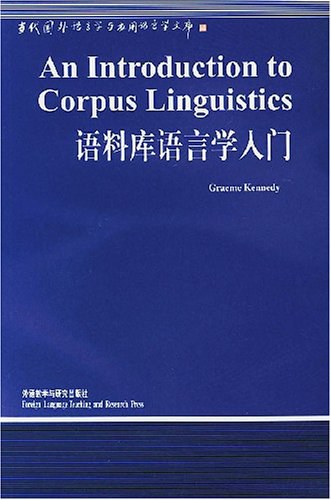 当代国外语言学与应用语言学文库
An Introduction to
Corpus Linguistics
语料库语言学入门
Graeme Kennedy
外语教学与研究出版社
Foreign Language Teaching and Research Press